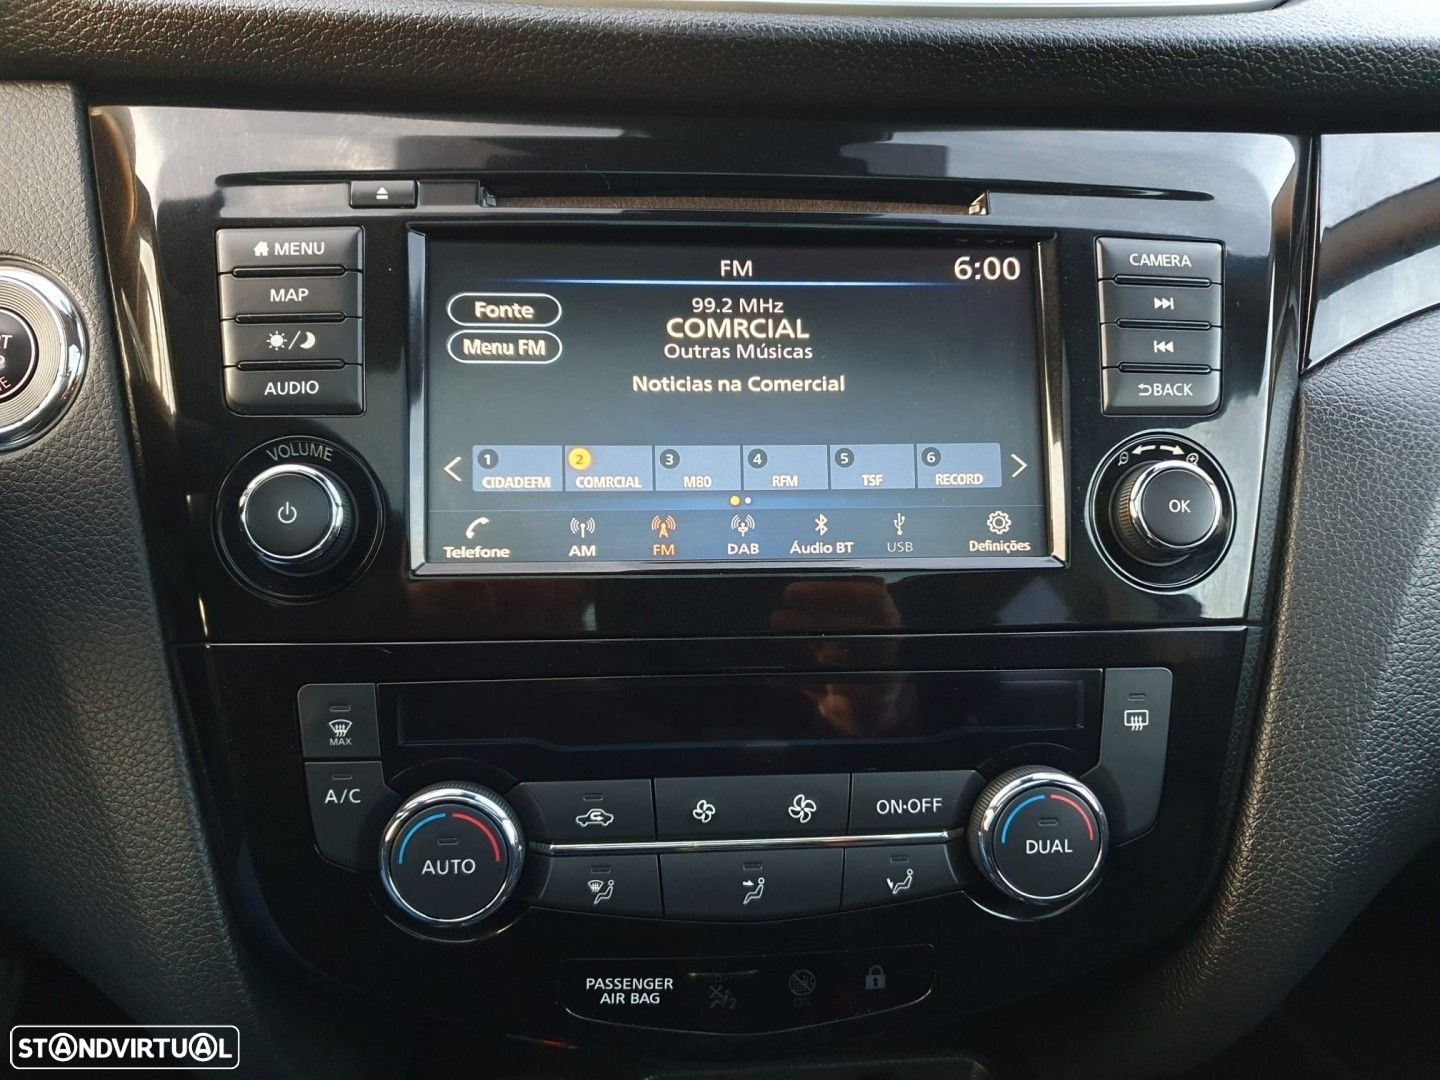 MENU
MAP
AUDIO
VOLUME
FM
6:00
Fonte
Menu FM
99.2 MHz
COMRCIAL
Outras Músicas
Noticias na Comercial
1 2 3 4 5 6
CIDADEFM COMRCIAL M80 RFM TSF RECORD
Telefone AM FM DAB Áudio BT USB Definições
CAMERA
BACK
OK
MAX
A/C
AUTO
ON·OFF
DUAL
PASSENGER
AIR BAG
STANDVIRTUAL